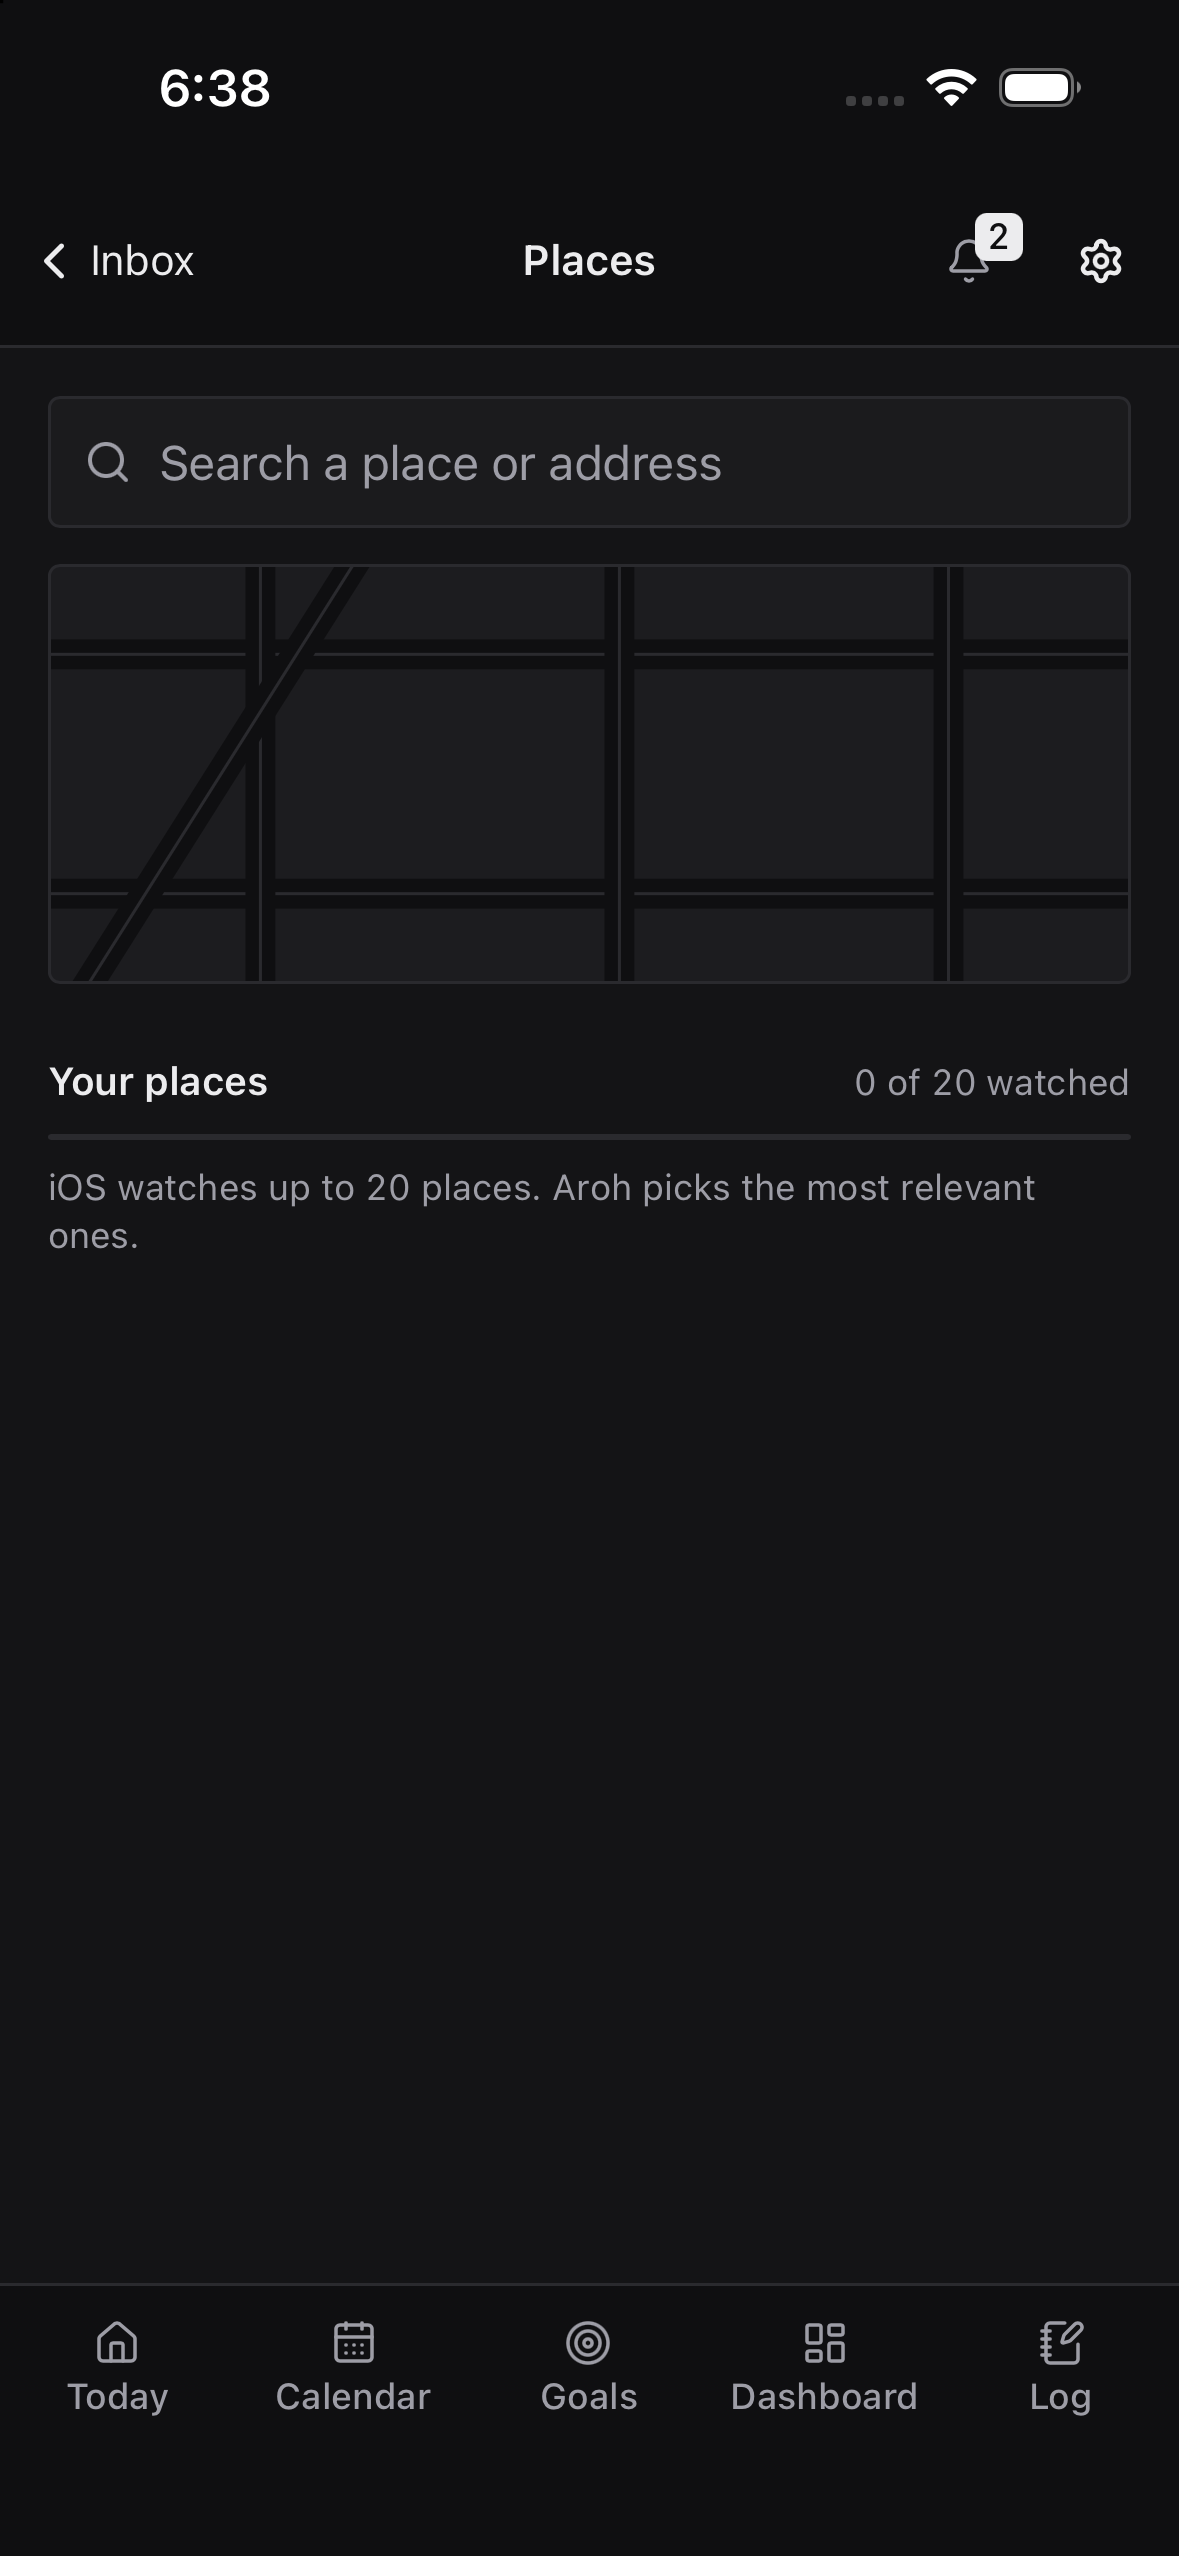 6:38
Inbox
Places
2
Search a place or address
Your places
0 of 20 watched
iOS watches up to 20 places. Aroh picks the most relevant
ones.
Today
Calendar
Goals
Dashboard
Log